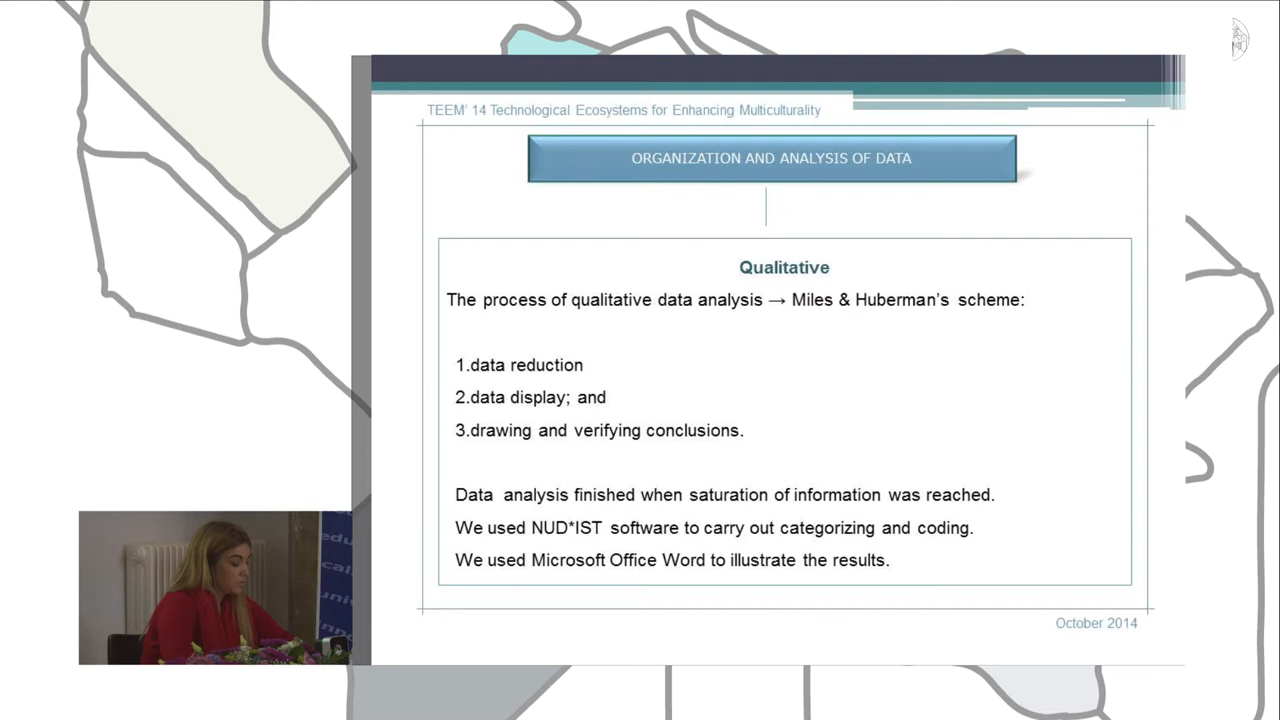 TEEM' 14 Technological Ecosystems for Enhancing Multiculturality
ORGANIZATION AND ANALYSIS OF DATA
Qualitative
The process of qualitative data analysis → Miles & Huberman's scheme:
1.data reduction
2.data display; and
3.drawing and verifying conclusions.
Data analysis finished when saturation of information was reached.
We used NUD*IST software to carry out categorizing and coding.
We used Microsoft Office Word to illustrate the results.
October 2014